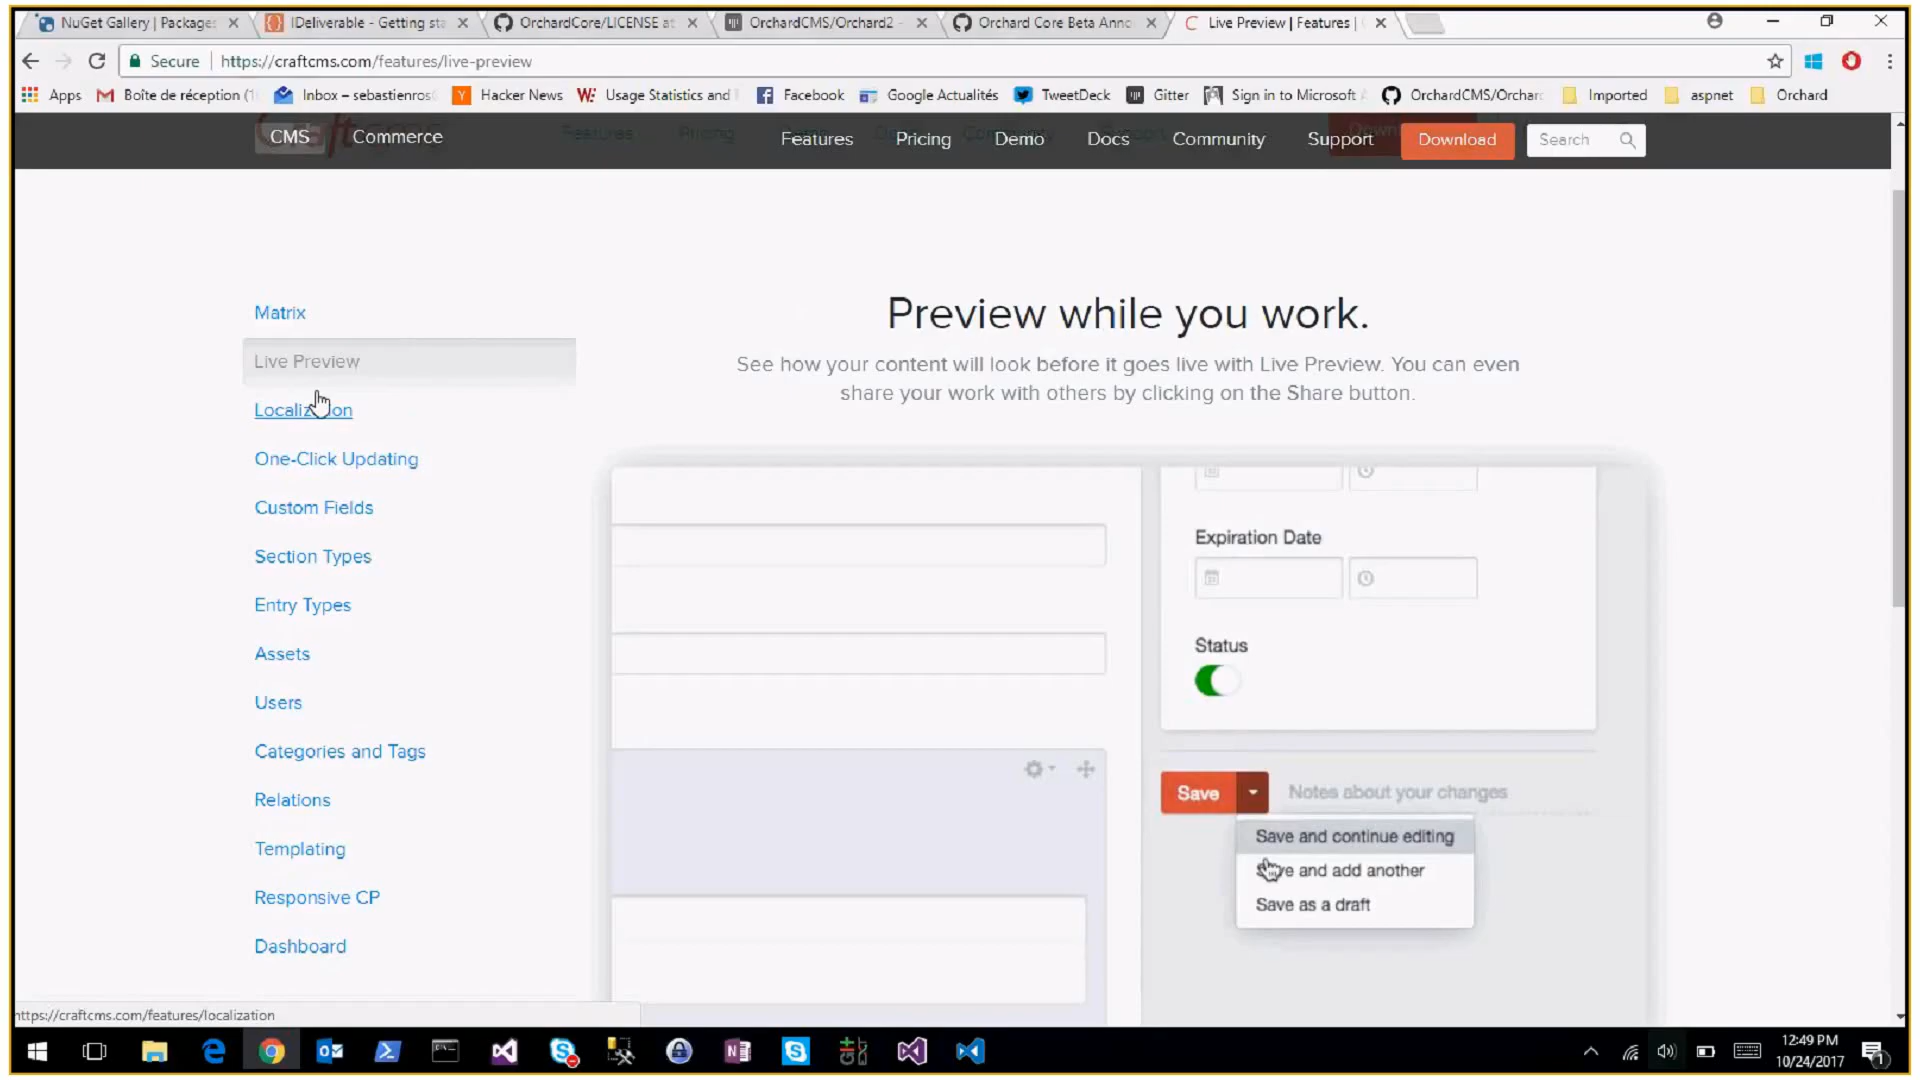 NuGet Gallery | Packages
IDeliverable - Getting sta
OrchardCore/LICENSE at
OrchardCMS/Orchard2 -
Orchard Core Beta Anno
Live Preview | Features |
Secure
https://craftcms.com/features/live-preview
Apps
Boîte de réception (1
Inbox – sebastienros
Hacker News
Usage Statistics and
Facebook
Google Actualités
TweetDeck
Gitter
Sign in to Microsoft
OrchardCMS/Orchar
Imported
aspnet
Orchard
CMS
Commerce
Features
Pricing
Demo
Docs
Community
Support
Download
Search
Matrix
Live Preview
Localization
One-Click Updating
Custom Fields
Section Types
Entry Types
Assets
Users
Categories and Tags
Relations
Templating
Responsive CP
Dashboard
Preview while you work.
See how your content will look before it goes live with Live Preview. You can even
share your work with others by clicking on the Share button.
Expiration Date
Status
Save
Notes about your changes
Save and continue editing
Save and add another
Save as a draft
https://craftcms.com/features/localization
12:49 PM
10/24/2017
1